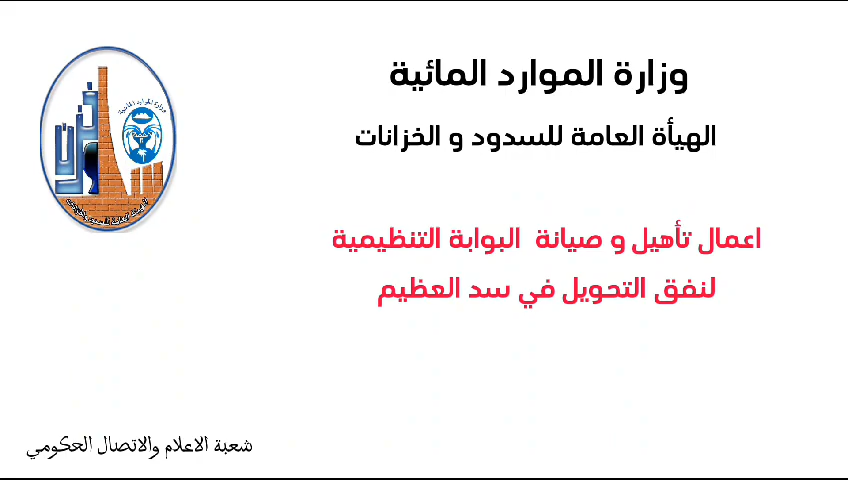 وزارة الموارد المائية
الهيأة العامة للسدود و الخزانات
اعمال تأهيل و صيانة البوابة التنظيمية
لنفق التحويل في سد العظيم
شعبة الاعلام والاتصال الحكومي